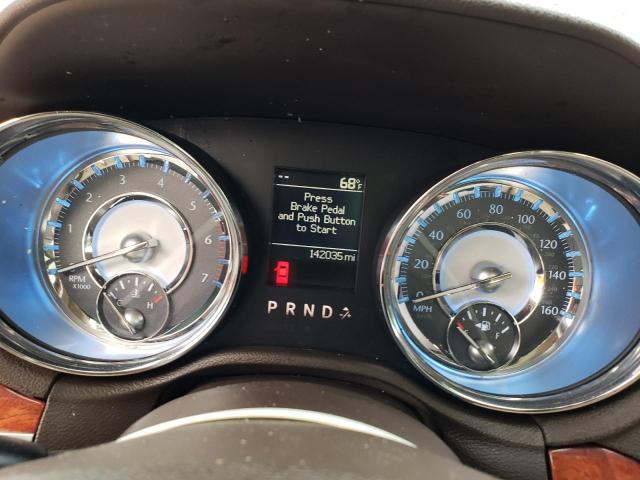 -- 68°F
Press
Brake Pedal
and Push Button
to Start
142035 mi
P R N D
1 2 3 4 5 6 7
RPM
X1000
C H
0 20 40 60 80 100 120 140 160
MPH